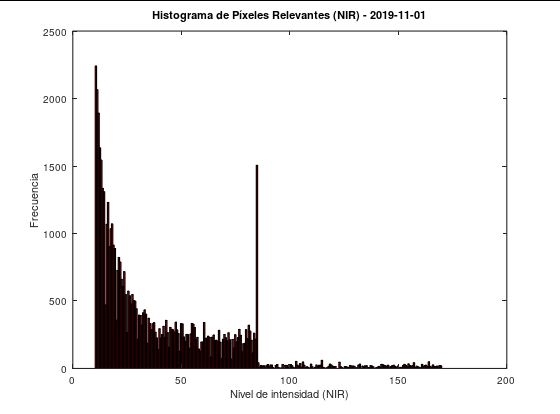 Histograma de Píxeles Relevantes (NIR) - 2019-11-01
2500
2000
1500
1000
500
0
Frecuencia
0 50 100 150 200
Nivel de intensidad (NIR)